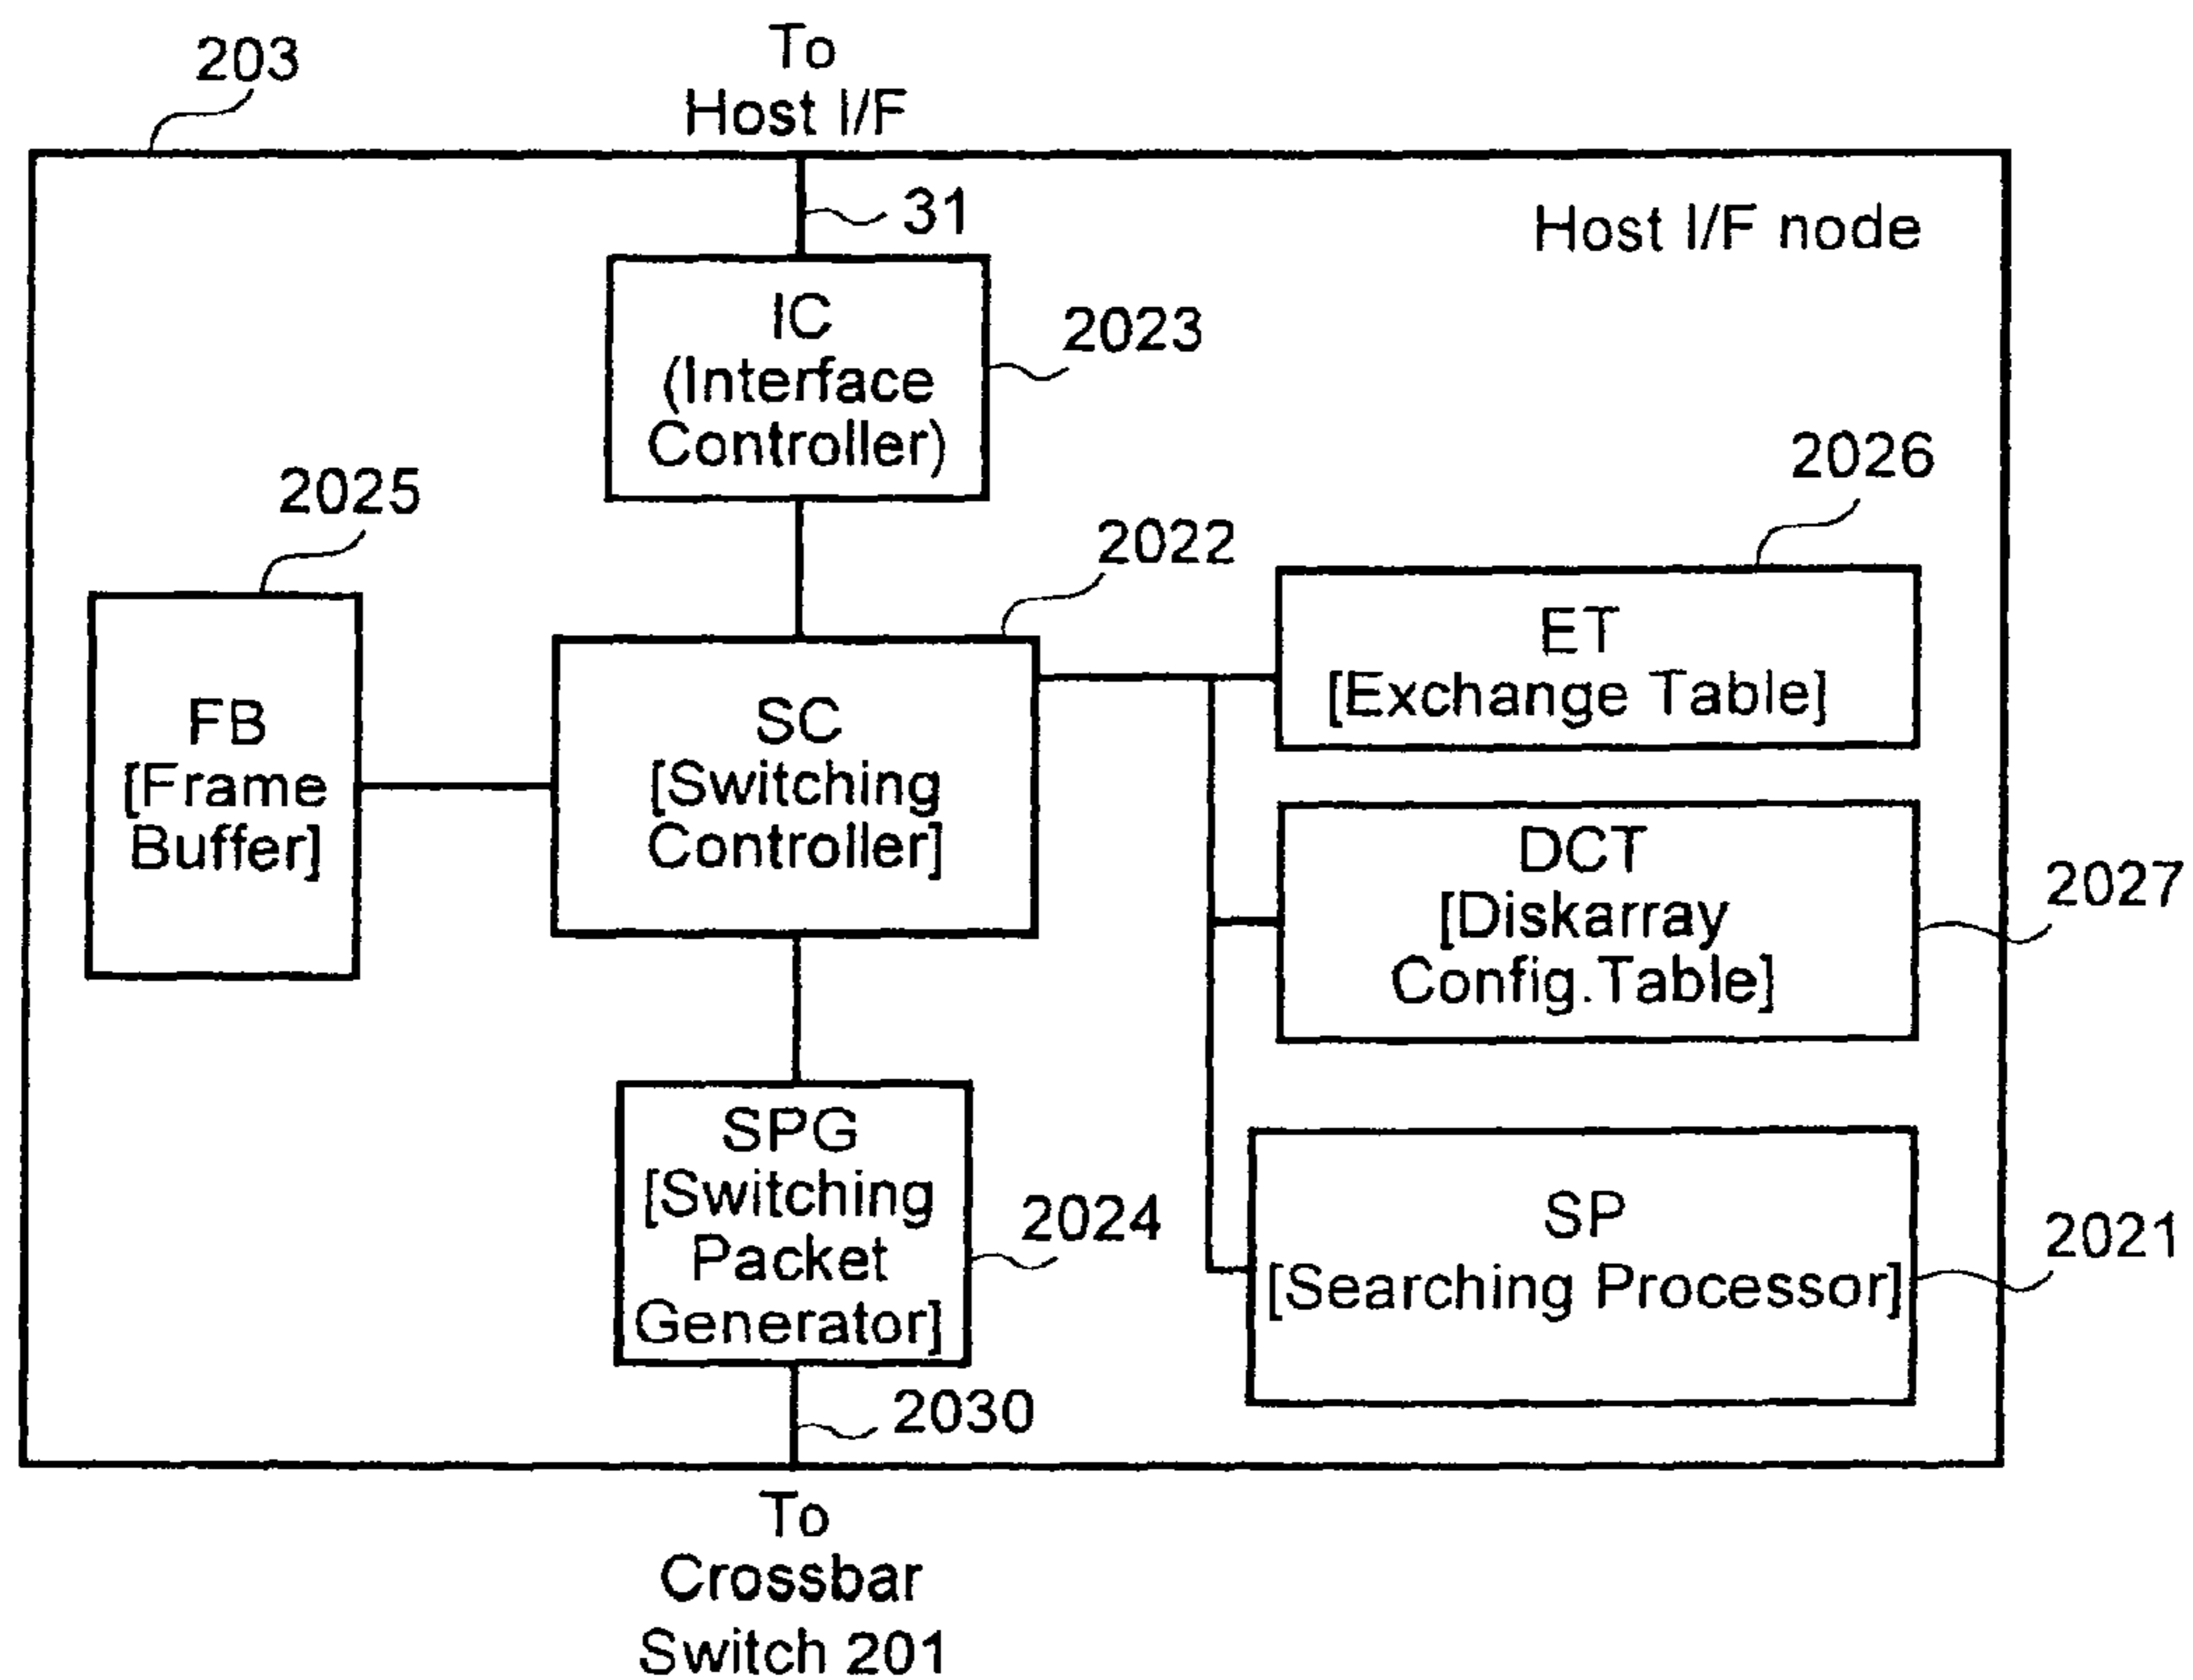 203
To
Host I/F
31
Host I/F node
IC
(Interface
Controller)
2023
2025
2022
2026
FB
[Frame
Buffer]
SC
[Switching
Controller]
ET
[Exchange Table]
DCT
[Diskarray
Config.Table]
2027
SPG
[Switching
Packet
Generator]
2024
SP
[Searching Processor]
2021
2030
To
Crossbar
Switch 201